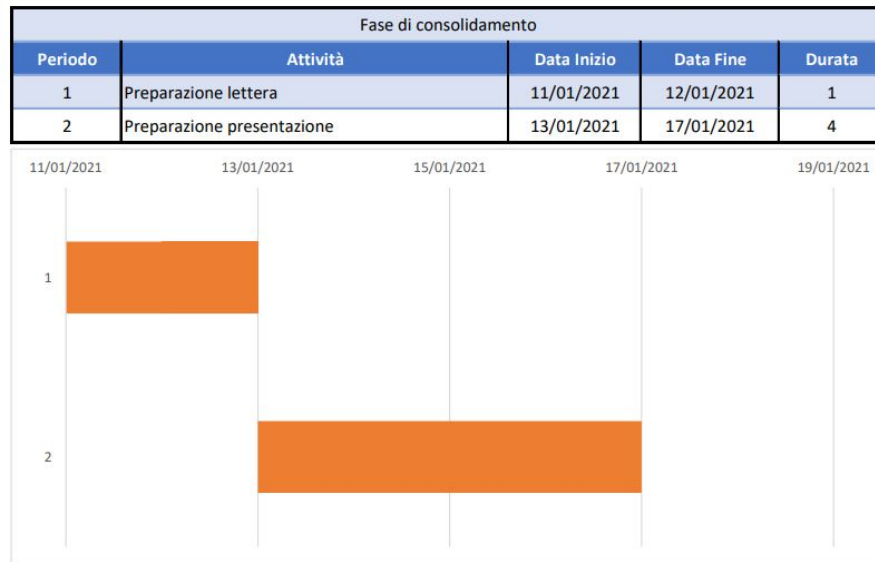 Fase di consolidamento
Periodo Attività Data Inizio Data Fine Durata
1 Preparazione lettera 11/01/2021 12/01/2021 1
2 Preparazione presentazione 13/01/2021 17/01/2021 4
11/01/2021 13/01/2021 15/01/2021 17/01/2021 19/01/2021
1
2